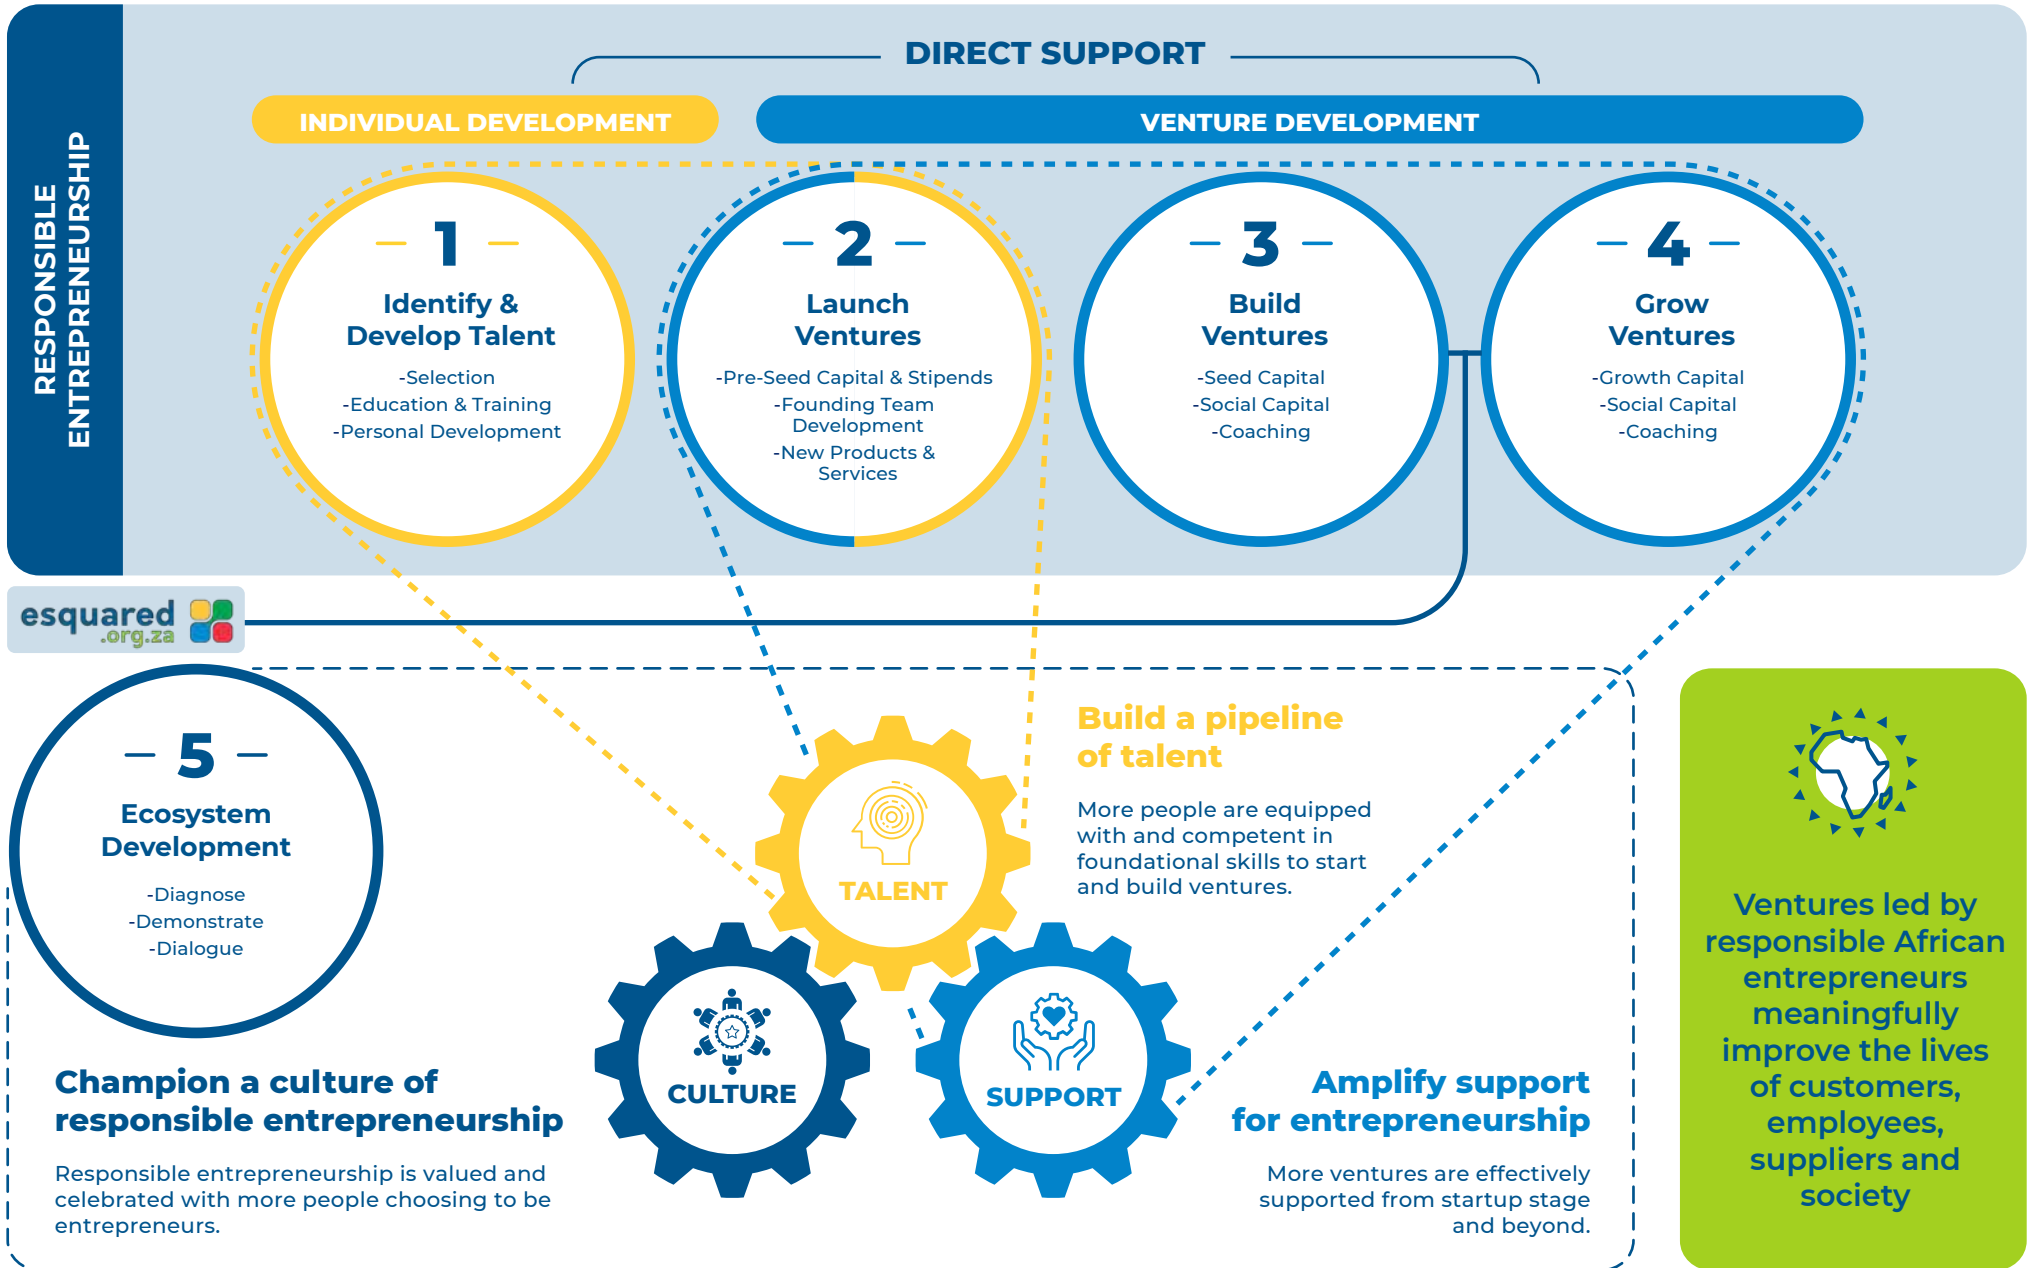 RESPONSIBLE
ENTREPRENEURSHIP
DIRECT SUPPORT
INDIVIDUAL DEVELOPMENT
VENTURE DEVELOPMENT
1
Identify &
Develop Talent
-Selection
-Education & Training
-Personal Development
2
Launch
Ventures
-Pre-Seed Capital & Stipends
-Founding Team
Development
-New Products &
Services
3
Build
Ventures
-Seed Capital
-Social Capital
-Coaching
4
Grow
Ventures
-Growth Capital
-Social Capital
-Coaching
esquared
.org.za
5
Ecosystem
Development
-Diagnose
-Demonstrate
-Dialogue
Build a pipeline
of talent
More people are equipped
with and competent in
foundational skills to start
and build ventures.
TALENT
CULTURE
SUPPORT
Champion a culture of
responsible entrepreneurship
Responsible entrepreneurship is valued and
celebrated with more people choosing to be
entrepreneurs.
Amplify support
for entrepreneurship
More ventures are effectively
supported from startup stage
and beyond.
Ventures led by
responsible African
entrepreneurs
meaningfully
improve the lives
of customers,
employees,
suppliers and
society